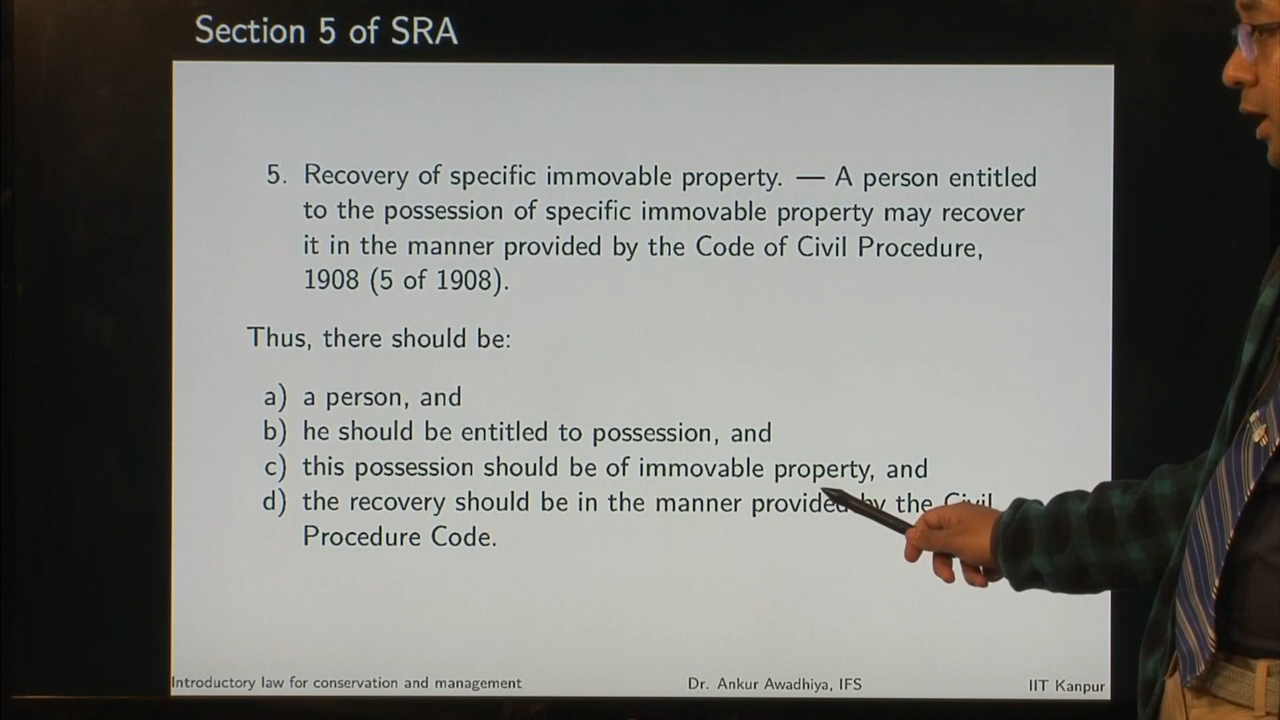 Section 5 of SRA
5. Recovery of specific immovable property. — A person entitled
to the possession of specific immovable property may recover
it in the manner provided by the Code of Civil Procedure,
1908 (5 of 1908).
Thus, there should be:
a) a person, and
b) he should be entitled to possession, and
c) this possession should be of immovable property, and
d) the recovery should be in the manner provided by the Civil
Procedure Code.
Introductory law for conservation and management Dr. Ankur Awadhiya, IFS IIT Kanpur